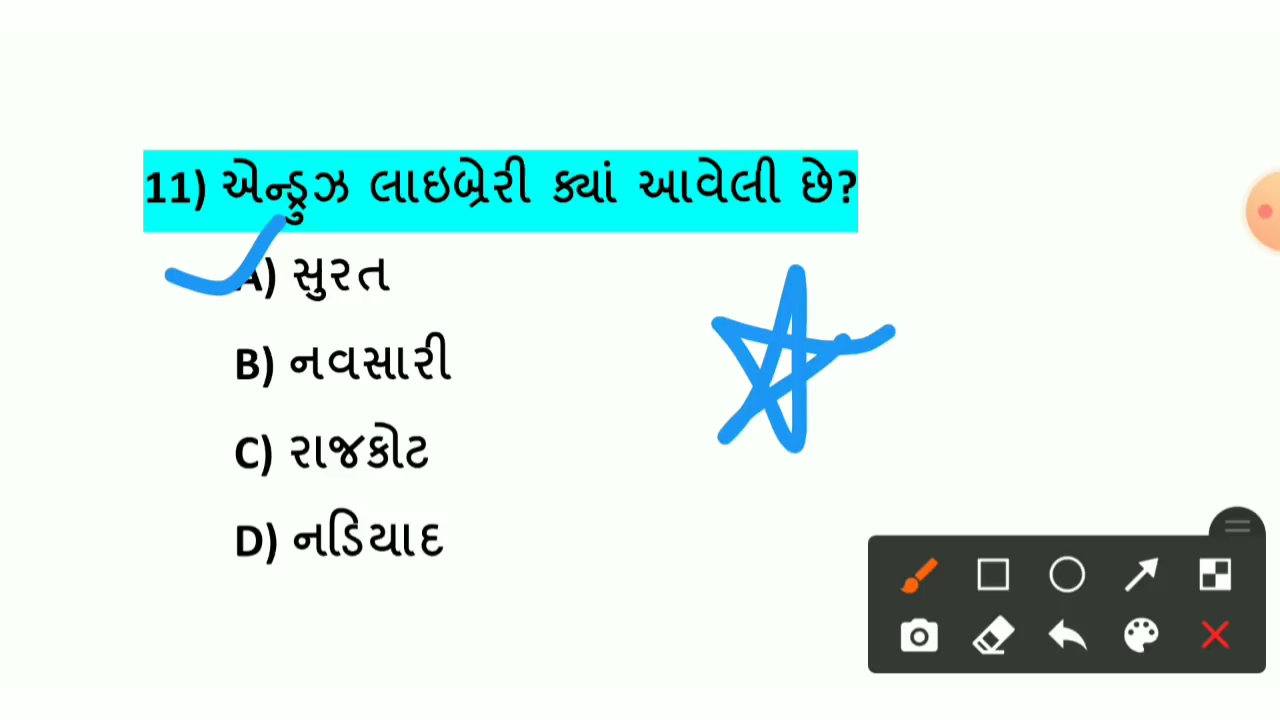 11) એન્ડ્રુઝ લાઇબ્રેરી ક્યાં આવેલી છે?
A) સુરત
B) નવસારી
C) રાજકોટ
D) નડિયાદ